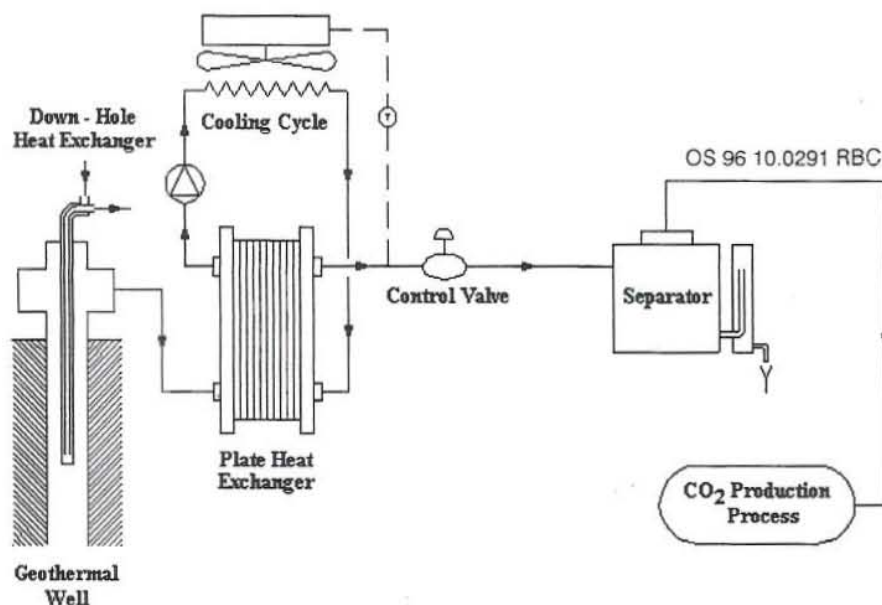 Down - Hole
Heat Exchanger
Cooling Cycle
T
OS 96 10.0291 RBC
Control Valve
Separator
Plate Heat
Exchanger
CO2 Production
Process
Geothermal
Well